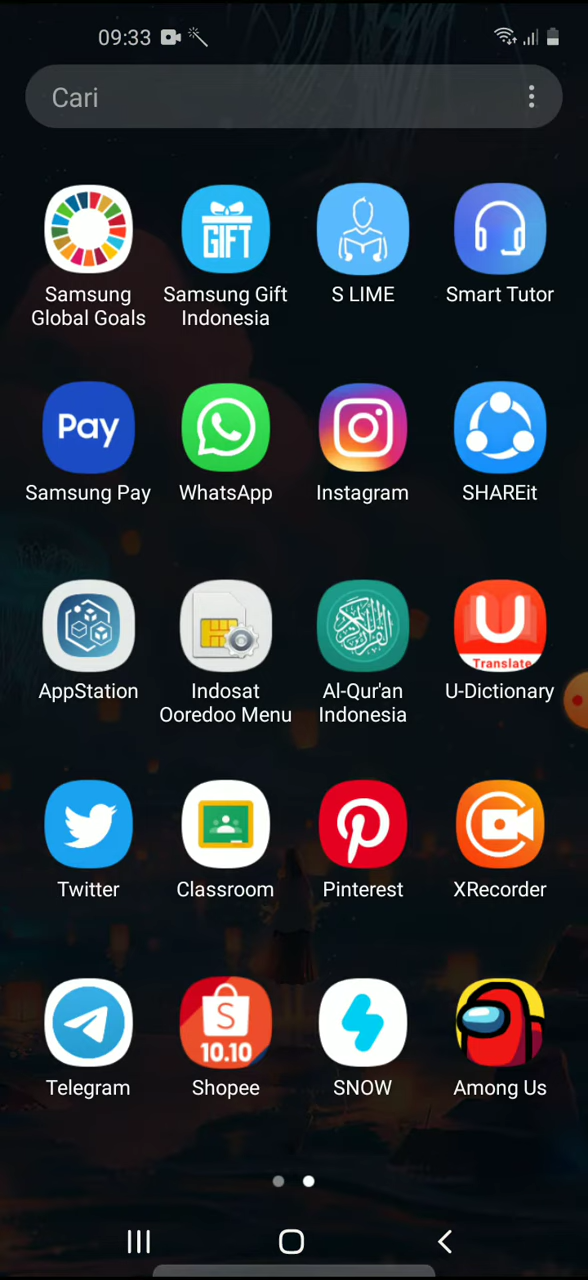 09:33
Cari
GIFT
Samsung Global Goals
Samsung Gift Indonesia
S LIME
Smart Tutor
Pay
Samsung Pay
WhatsApp
Instagram
SHAREit
U
Translate
AppStation
Indosat Ooredoo Menu
Al-Qur'an Indonesia
U-Dictionary
Twitter
Classroom
Pinterest
XRecorder
S
10.10
Telegram
Shopee
SNOW
Among Us